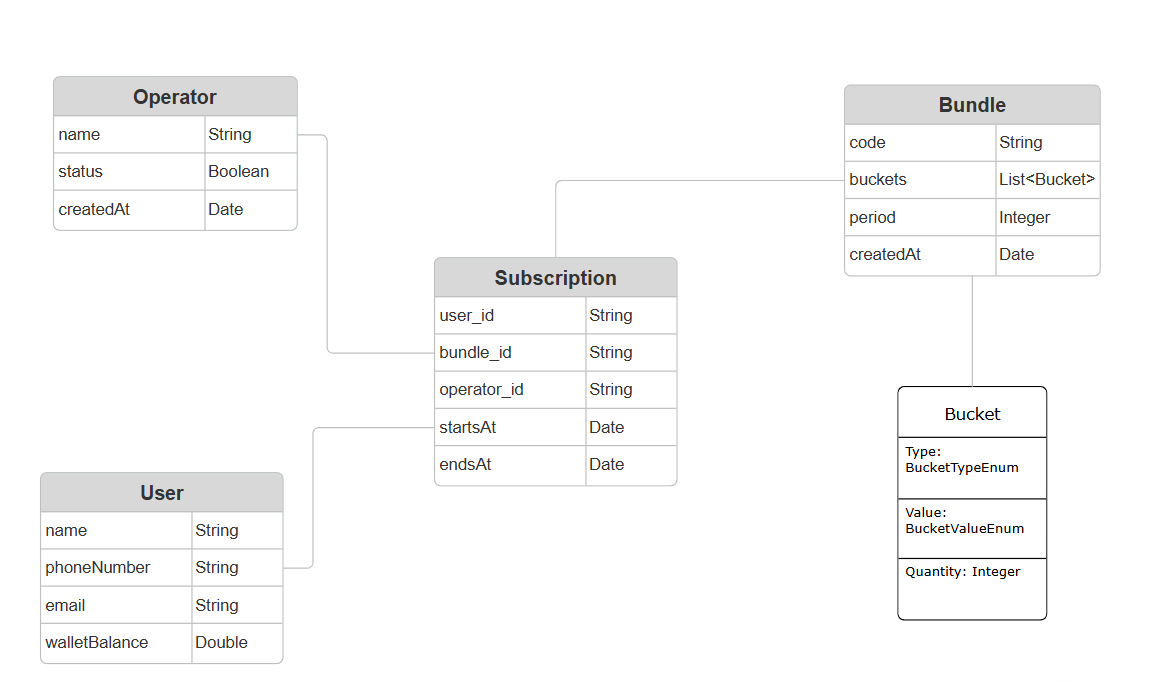 Operator
name String
status Boolean
createdAt Date
Bundle
code String
buckets List<Bucket>
period Integer
createdAt Date
Subscription
user_id String
bundle_id String
operator_id String
startsAt Date
endsAt Date
Bucket
Type:
BucketTypeEnum
Value:
BucketValueEnum
Quantity: Integer
User
name String
phoneNumber String
email String
walletBalance Double